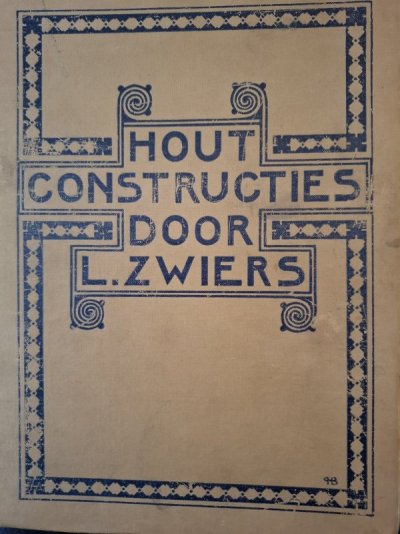 HOUT
CONSTRUCTIES
DOOR
L. ZWIERS